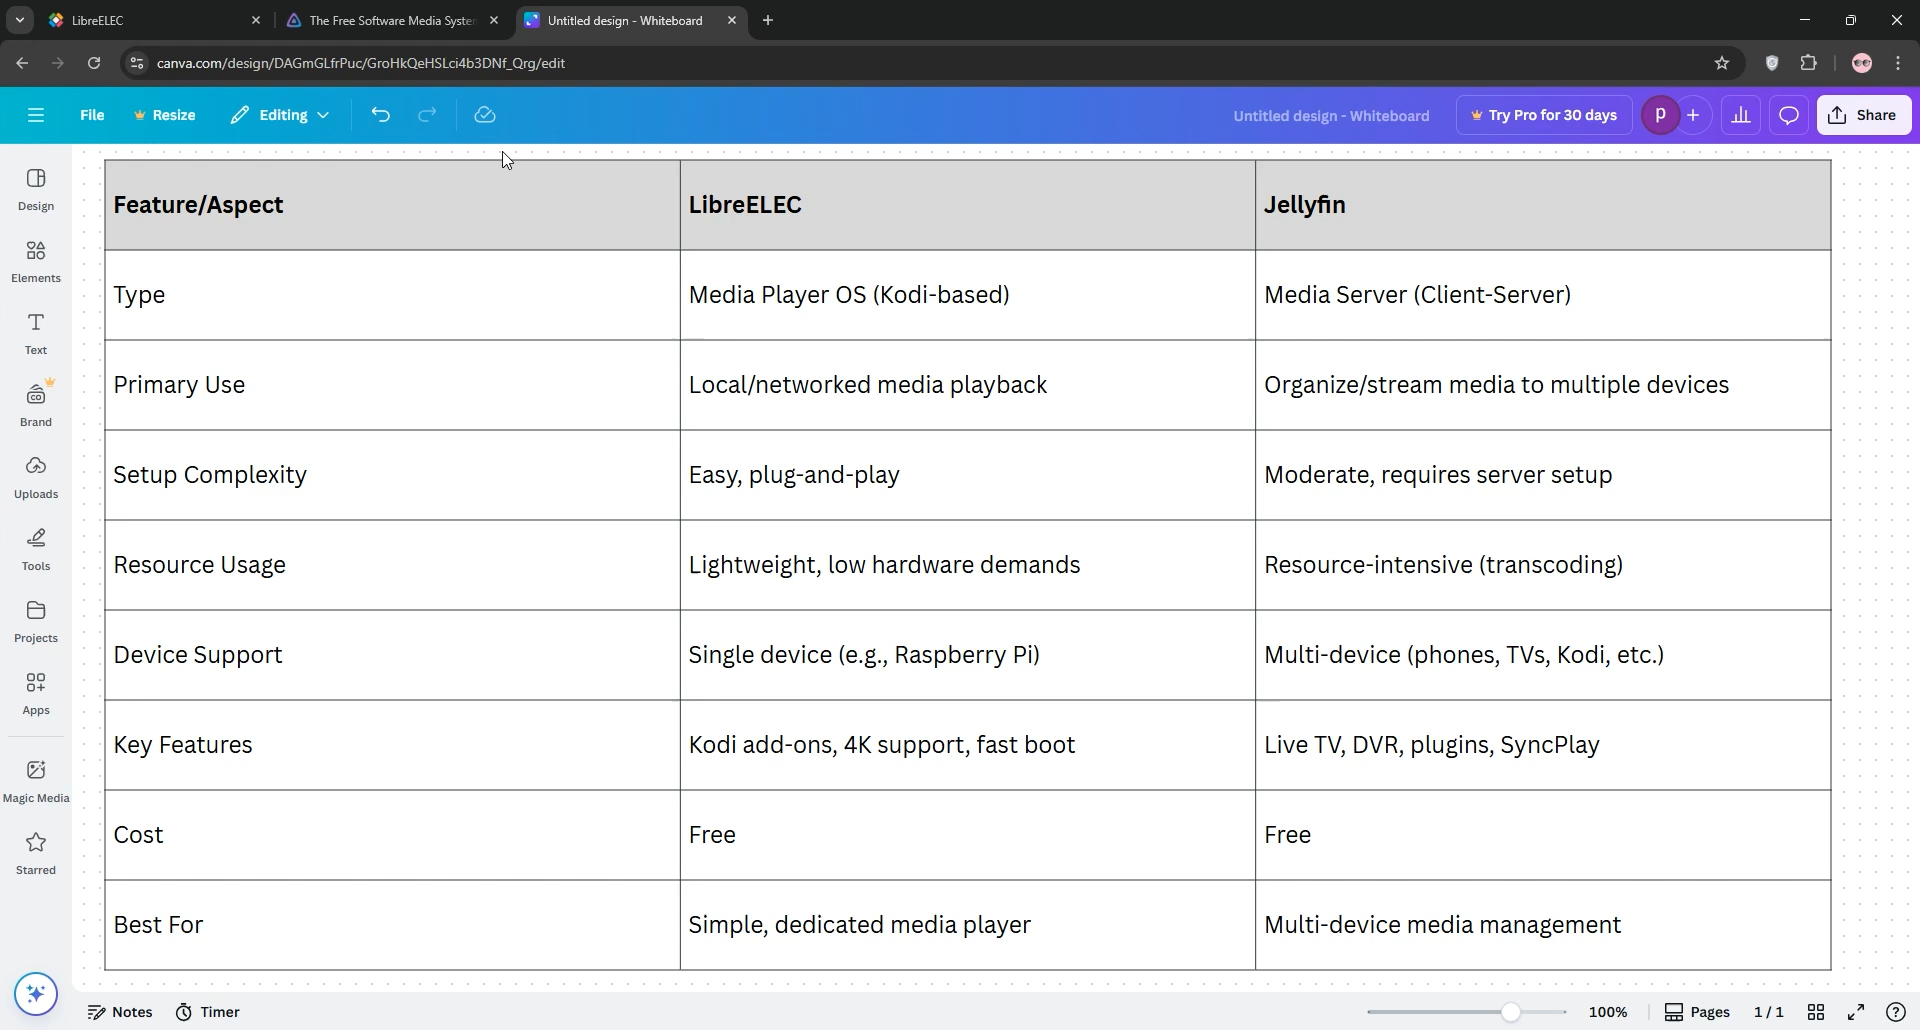 LibreELEC
The Free Software Media System
Untitled design - Whiteboard
canva.com/design/DAGmGLfrPuc/GroHkQeHSLci4b3DNf_Qrg/edit
File
Resize
Editing
Untitled design - Whiteboard
Try Pro for 30 days
p
Share
Design
Elements
Text
Brand
Uploads
Tools
Projects
Apps
Magic Media
Starred
Feature/Aspect LibreELEC Jellyfin
Type Media Player OS (Kodi-based) Media Server (Client-Server)
Primary Use Local/networked media playback Organize/stream media to multiple devices
Setup Complexity Easy, plug-and-play Moderate, requires server setup
Resource Usage Lightweight, low hardware demands Resource-intensive (transcoding)
Device Support Single device (e.g., Raspberry Pi) Multi-device (phones, TVs, Kodi, etc.)
Key Features Kodi add-ons, 4K support, fast boot Live TV, DVR, plugins, SyncPlay
Cost Free Free
Best For Simple, dedicated media player Multi-device media management
Notes Timer 100% Pages 1 / 1